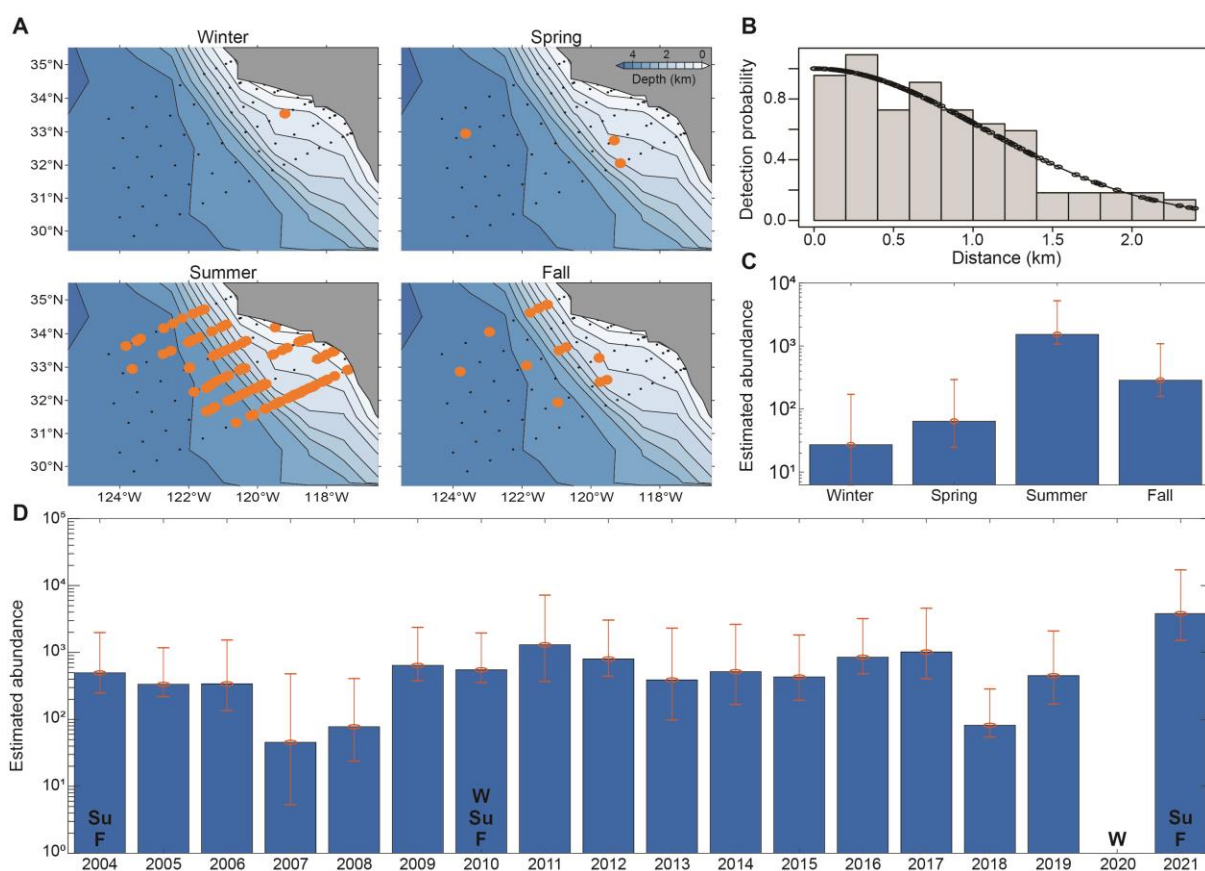 A
Winter
Spring
35°N
34°N
33°N
32°N
31°N
30°N
4 2 0
Depth (km)
Summer
Fall
35°N
34°N
33°N
32°N
31°N
30°N
124°W 122°W 120°W 118°W
124°W 122°W 120°W 118°W
B
Detection probability
0.8
0.4
0.0
0.0 0.5 1.0 1.5 2.0
Distance (km)
C
Estimated abundance
10⁴
10³
10²
10¹
Winter Spring Summer Fall
D
Estimated abundance
10⁵
10⁴
10³
10²
10¹
10⁰
Su
F
W
Su
F
W
Su
F
2004 2005 2006 2007 2008 2009 2010 2011 2012 2013 2014 2015 2016 2017 2018 2019 2020 2021